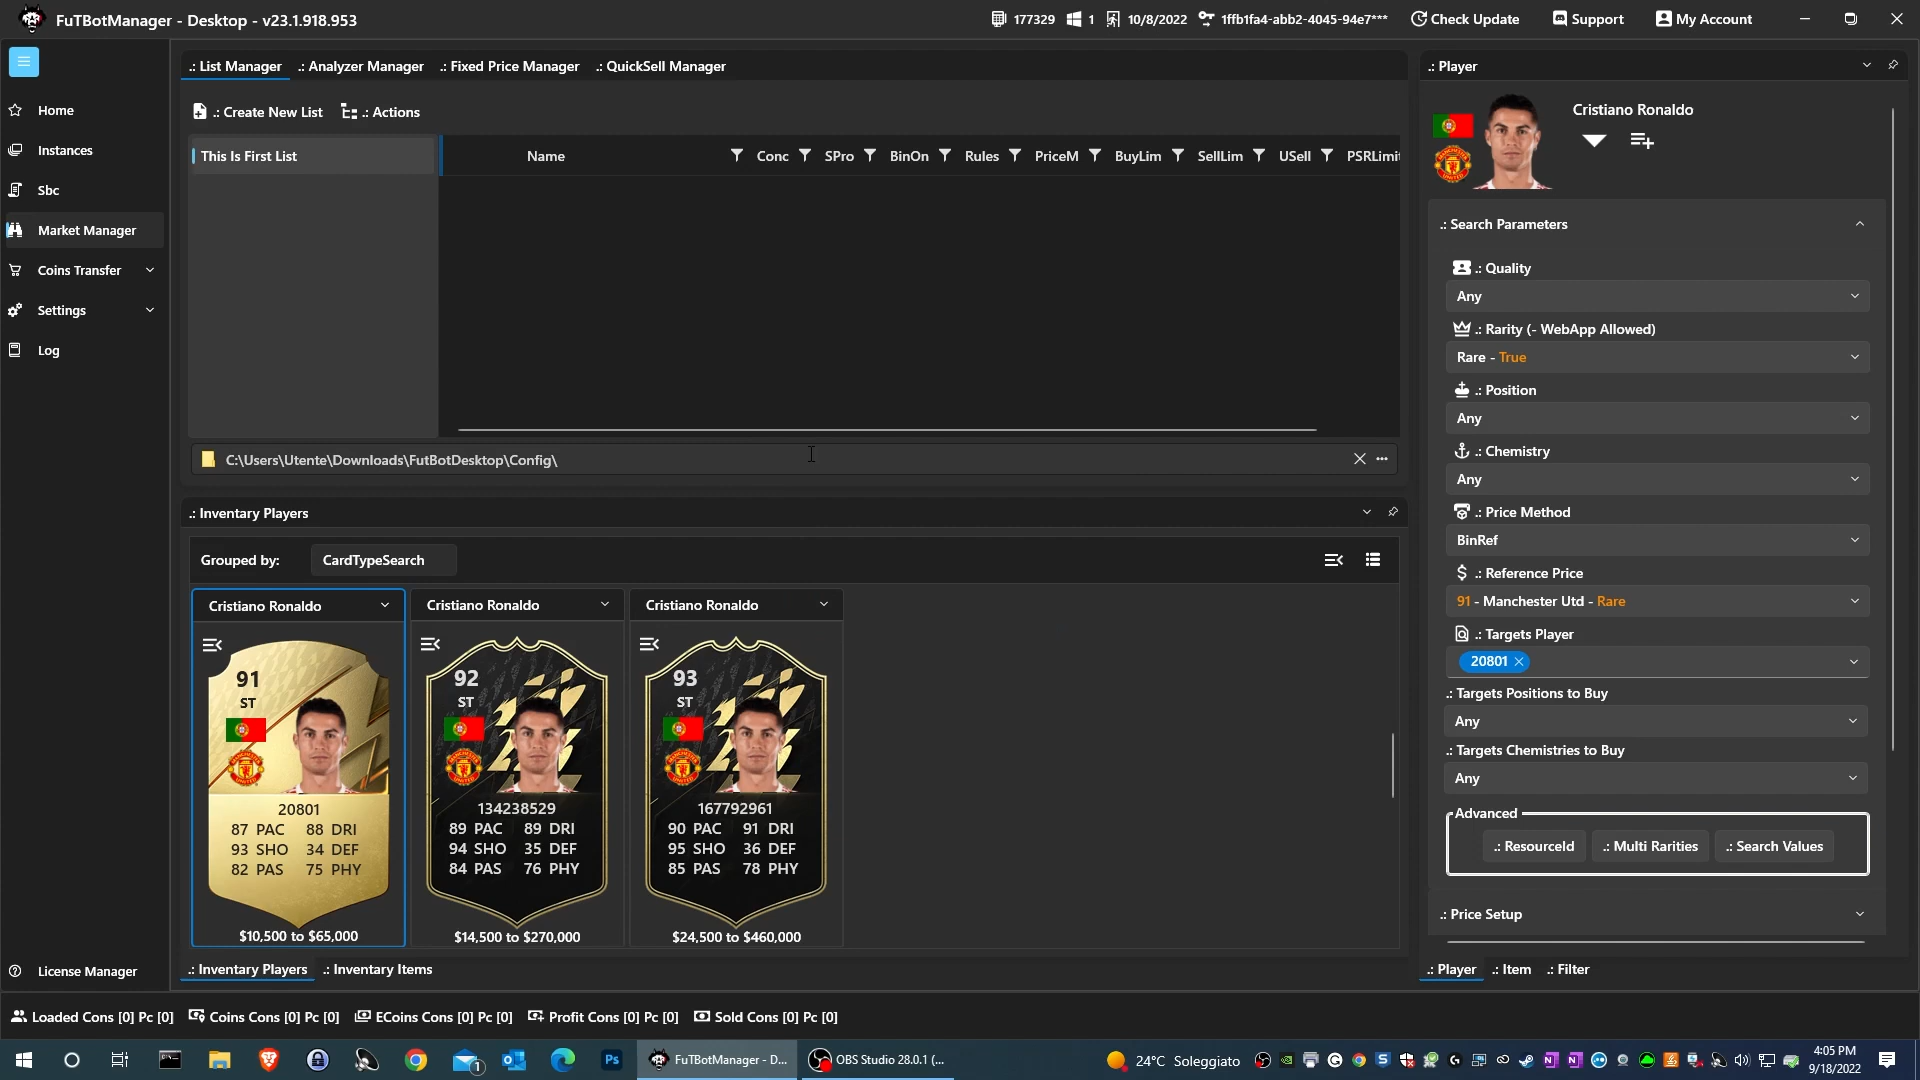 FuTBotManager - Desktop - v23.1.918.953
177329
1
10/8/2022
1ffb1fa4-abb2-4045-94e7***
Check Update
Support
My Account
Home
Instances
Sbc
Market Manager
Coins Transfer
Settings
Log
License Manager
.: List Manager
.: Analyzer Manager
.: Fixed Price Manager
.: QuickSell Manager
.: Create New List
.: Actions
This Is First List
Name
Conc
SPro
BinOn
Rules
PriceM
BuyLim
SellLim
USell
PSRLimit
C:\Users\Utente\Downloads\FutBotDesktop\Config\
.: Inventory Players
Grouped by:
CardTypeSearch
Cristiano Ronaldo
91
ST
20801
87 PAC 88 DRI
93 SHO 34 DEF
82 PAS 75 PHY
$10,500 to $65,000
Cristiano Ronaldo
92
ST
134238529
89 PAC 89 DRI
94 SHO 35 DEF
84 PAS 76 PHY
$14,500 to $270,000
Cristiano Ronaldo
93
ST
167792961
90 PAC 91 DRI
95 SHO 36 DEF
85 PAS 78 PHY
$24,500 to $460,000
.: Inventory Players
.: Inventory Items
.: Player
Cristiano Ronaldo
.: Search Parameters
.: Quality
Any
.: Rarity (- WebApp Allowed)
Rare - True
.: Position
Any
.: Chemistry
Any
.: Price Method
BinRef
.: Reference Price
91 - Manchester Utd - Rare
.: Targets Player
20801
.: Targets Positions to Buy
Any
.: Targets Chemistries to Buy
Any
Advanced
.: ResourceId
.: Multi Rarities
.: Search Values
.: Price Setup
.: Player
.: Item
.: Filter
Loaded Cons [0] Pc [0]
Coins Cons [0] Pc [0]
ECoins Cons [0] Pc [0]
Profit Cons [0] Pc [0]
Sold Cons [0] Pc [0]
Ps
FuTBotManager - D...
OBS Studio 28.0.1 (...
24°C Soleggiato
4:05 PM
9/18/2022